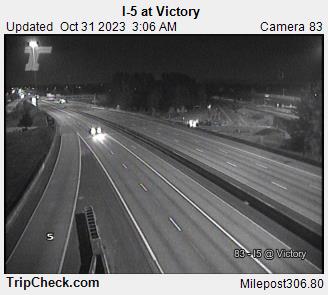 I-5 at Victory
Updated Oct 31 2023 3:06 AM Camera 83
S
83 - I5 @ Victory
TripCheck.com Milepost306.80